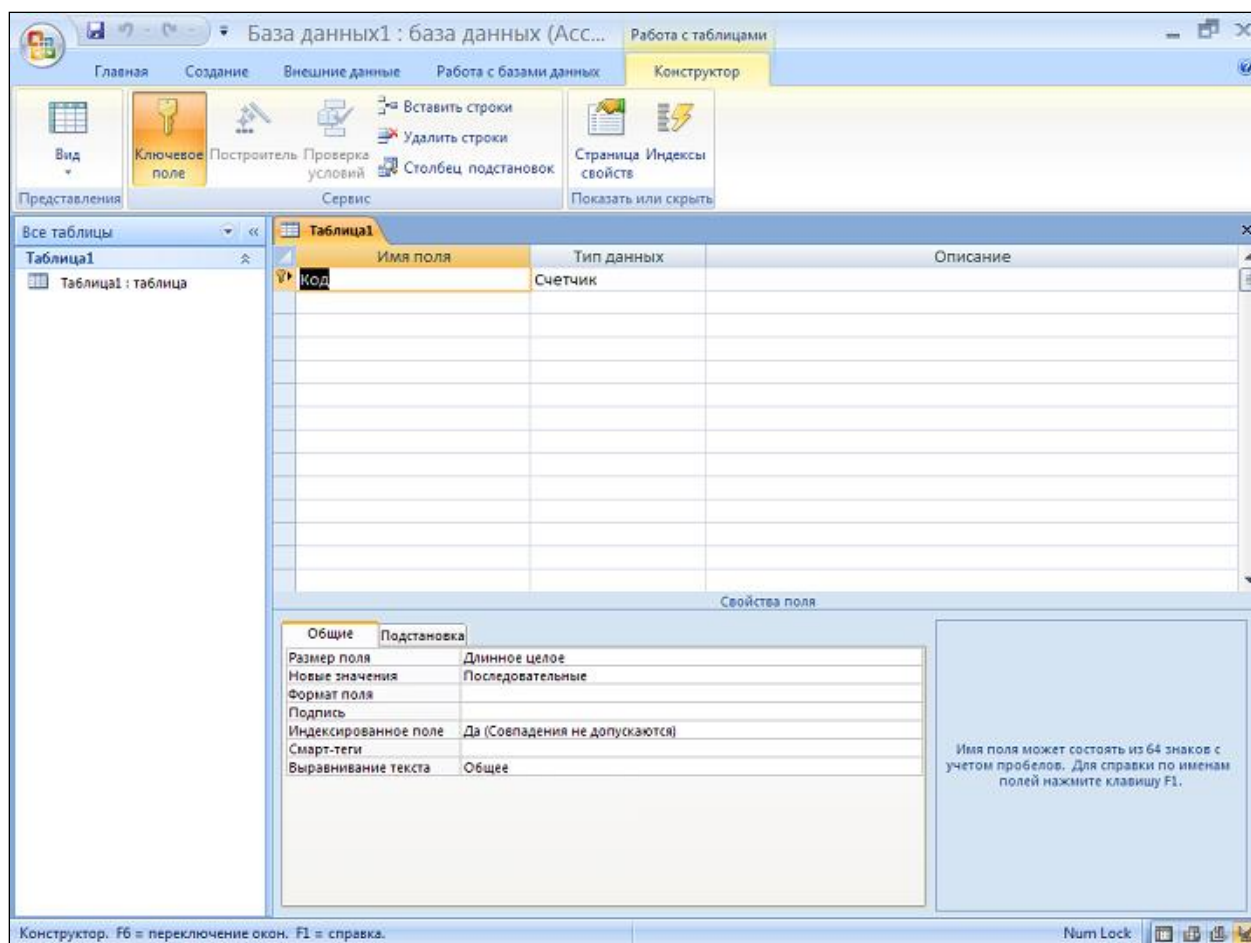 База данных1 : база данных (Acc...
Работа с таблицами
Главная Создание Внешние данные Работа с базами данных Конструктор
Вид
Ключевое поле
Построитель
Проверка условий
Вставить строки
Удалить строки
Столбец подстановок
Страница свойств
Индексы
Представления Сервис Показать или скрыть
Все таблицы
Таблица1
Таблица1 : таблица
Таблица1
Имя поля Тип данных Описание
Код Счетчик
Свойства поля
Общие Подстановка
Размер поля Длинное целое
Новые значения Последовательные
Формат поля
Подпись
Индексированное поле Да (Совпадения не допускаются)
Смарт-теги
Выравнивание текста Общее
Имя поля может состоять из 64 знаков с
учетом пробелов. Для справки по именам
полей нажмите клавишу F1.
Конструктор. F6 = переключение окон. F1 = справка. Num Lock